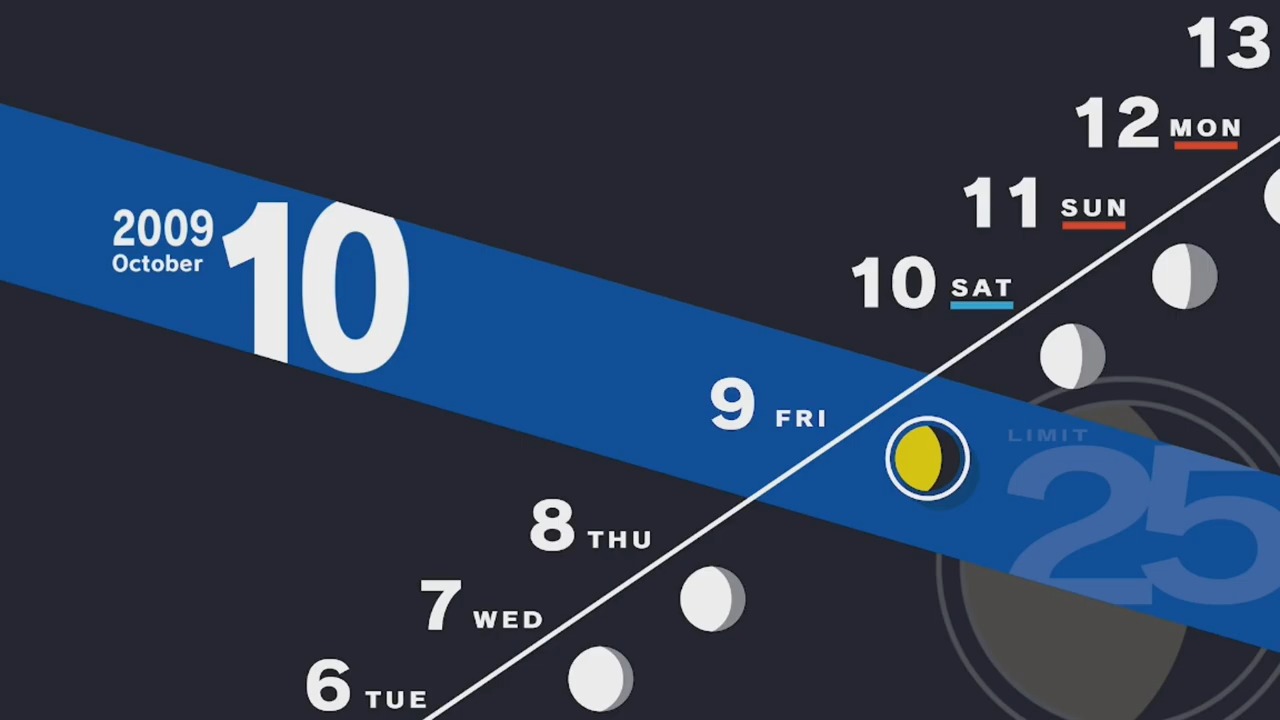 13
12 MON
11 SUN
10 SAT
2009
October
10
9 FRI
LIMIT
25
8 THU
7 WED
6 TUE